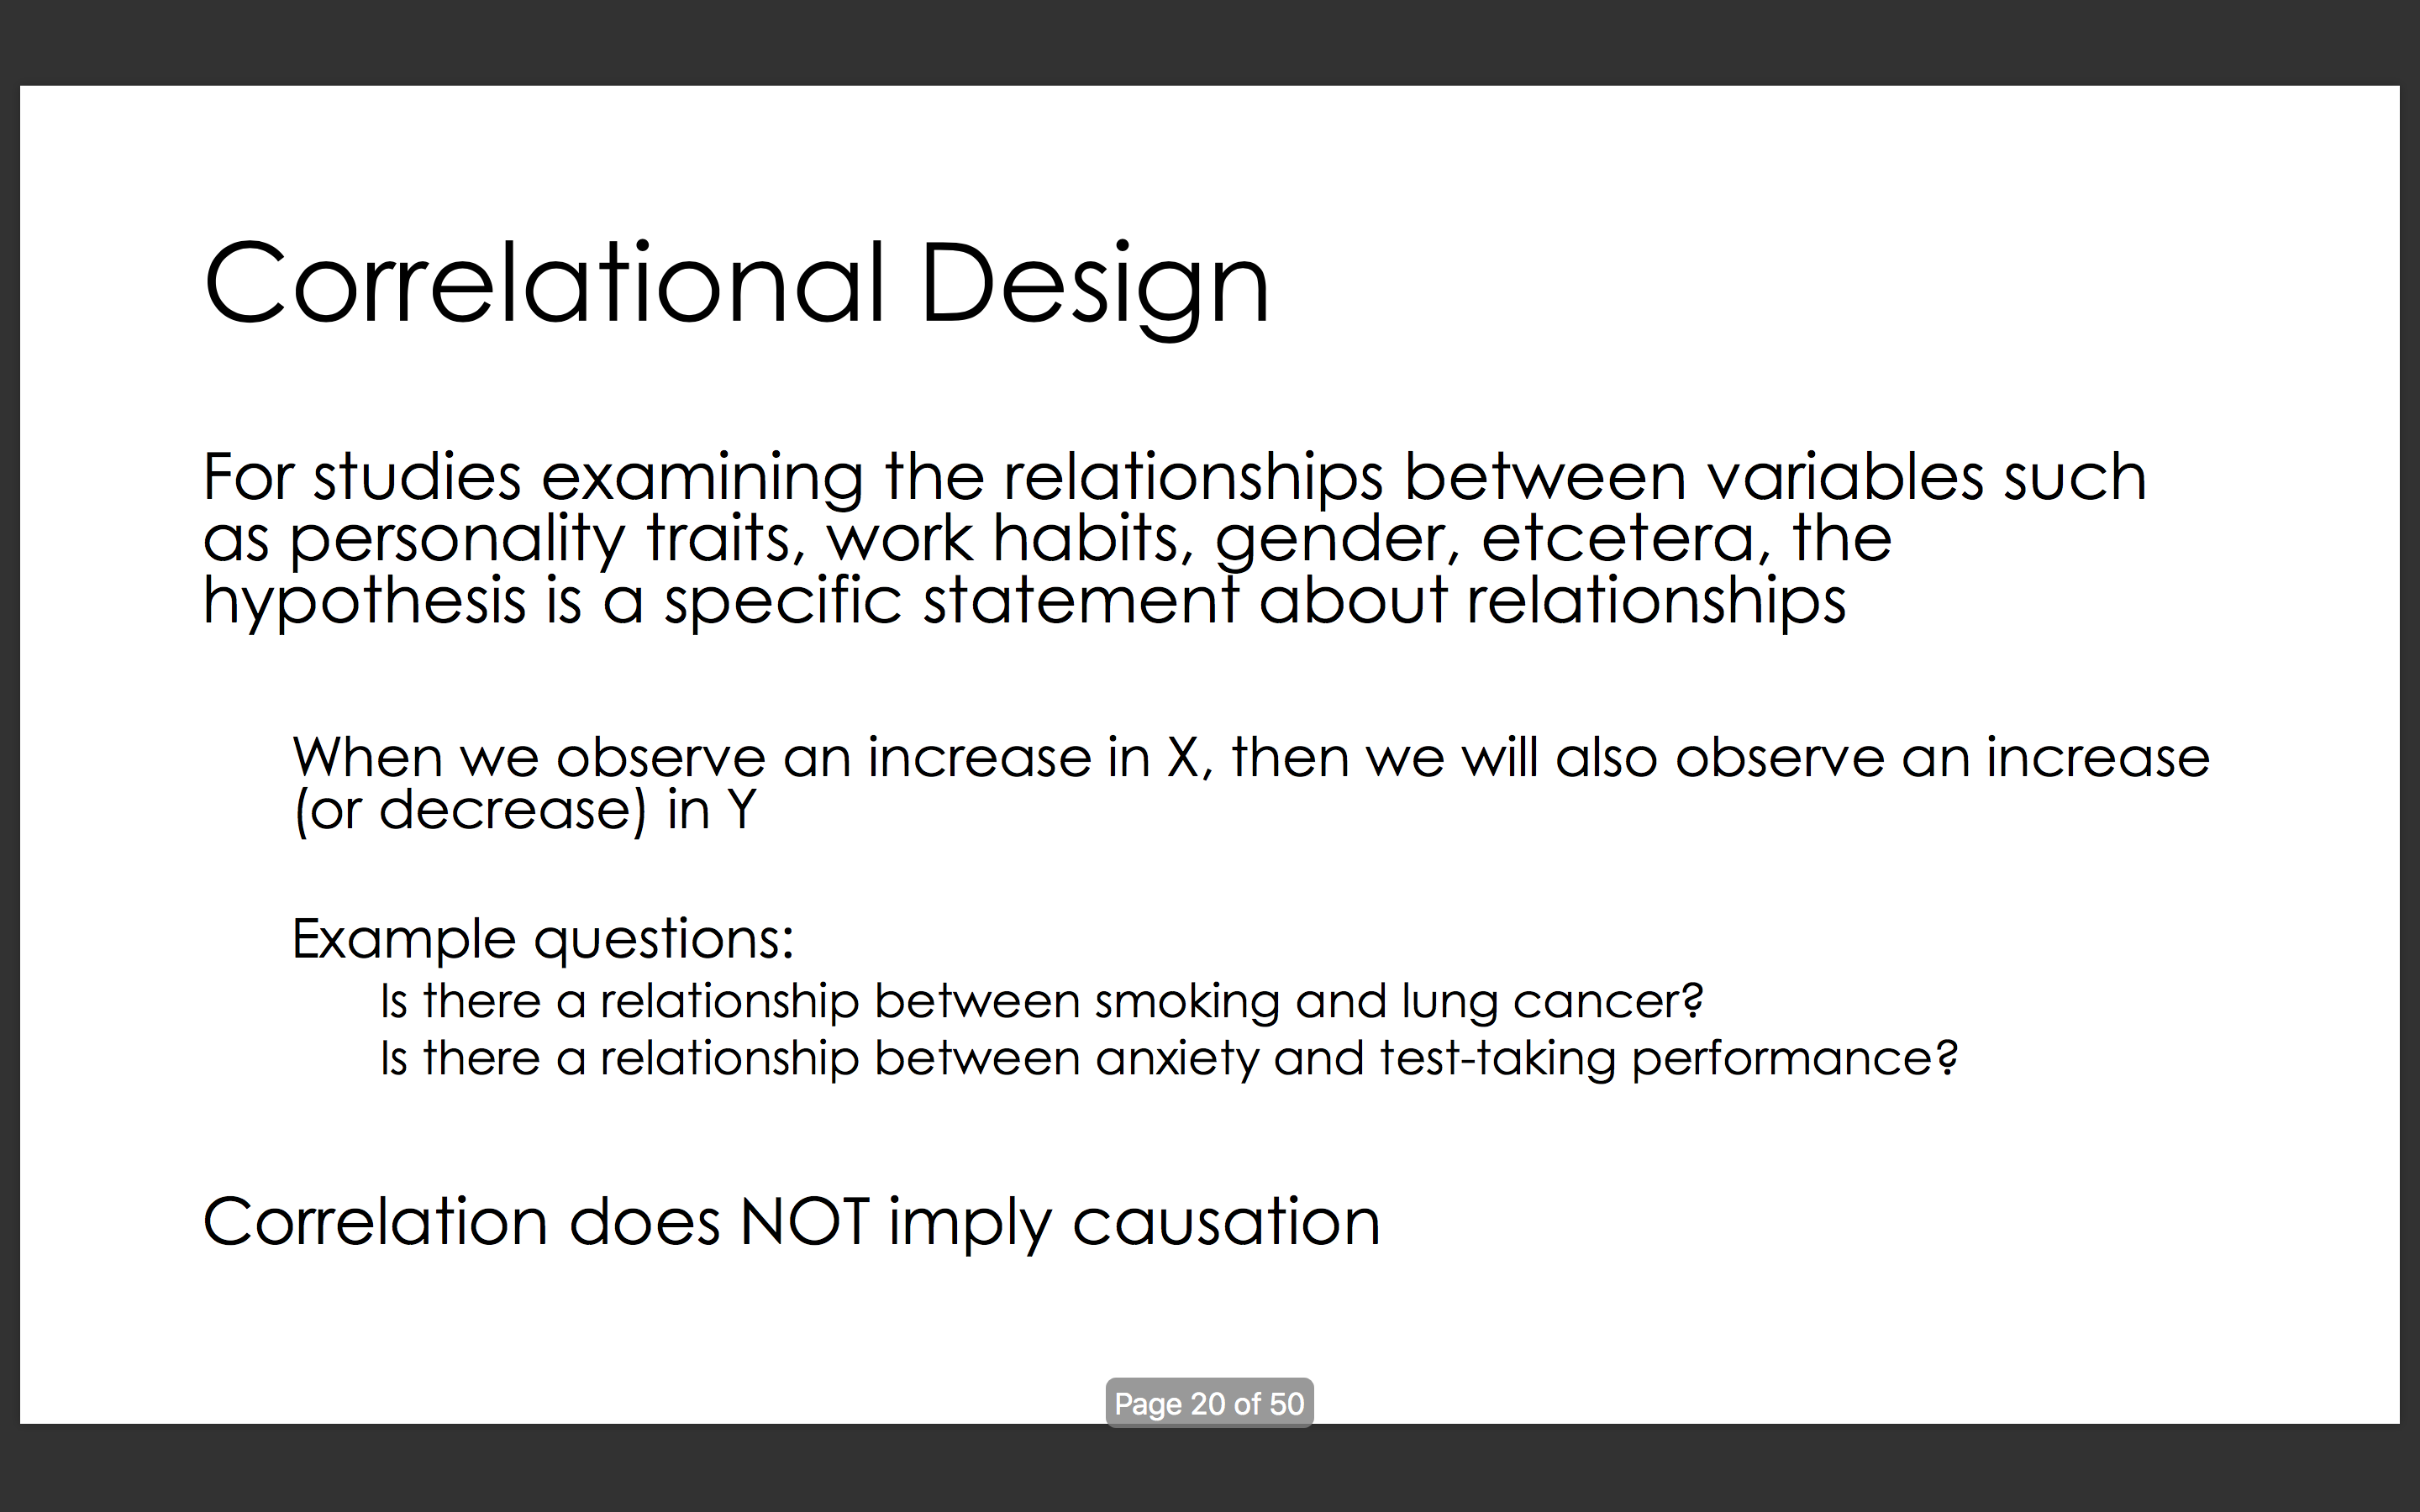 Correlational Design
For studies examining the relationships between variables such
as personality traits, work habits, gender, etcetera, the
hypothesis is a specific statement about relationships
When we observe an increase in X, then we will also observe an increase
(or decrease) in Y
Example questions:
Is there a relationship between smoking and lung cancer?
Is there a relationship between anxiety and test-taking performance?
Correlation does NOT imply causation
Page 20 of 50